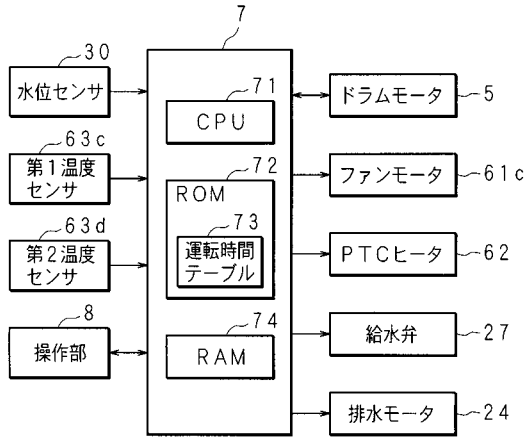 7
30
水位センサ
63c
第1温度
センサ
63d
第2温度
センサ
8
操作部
71
CPU
72
ROM
73
運転時間
テーブル
74
RAM
ドラムモータ
5
ファンモータ
61c
PTCヒータ
62
給水弁
27
排水モータ
24